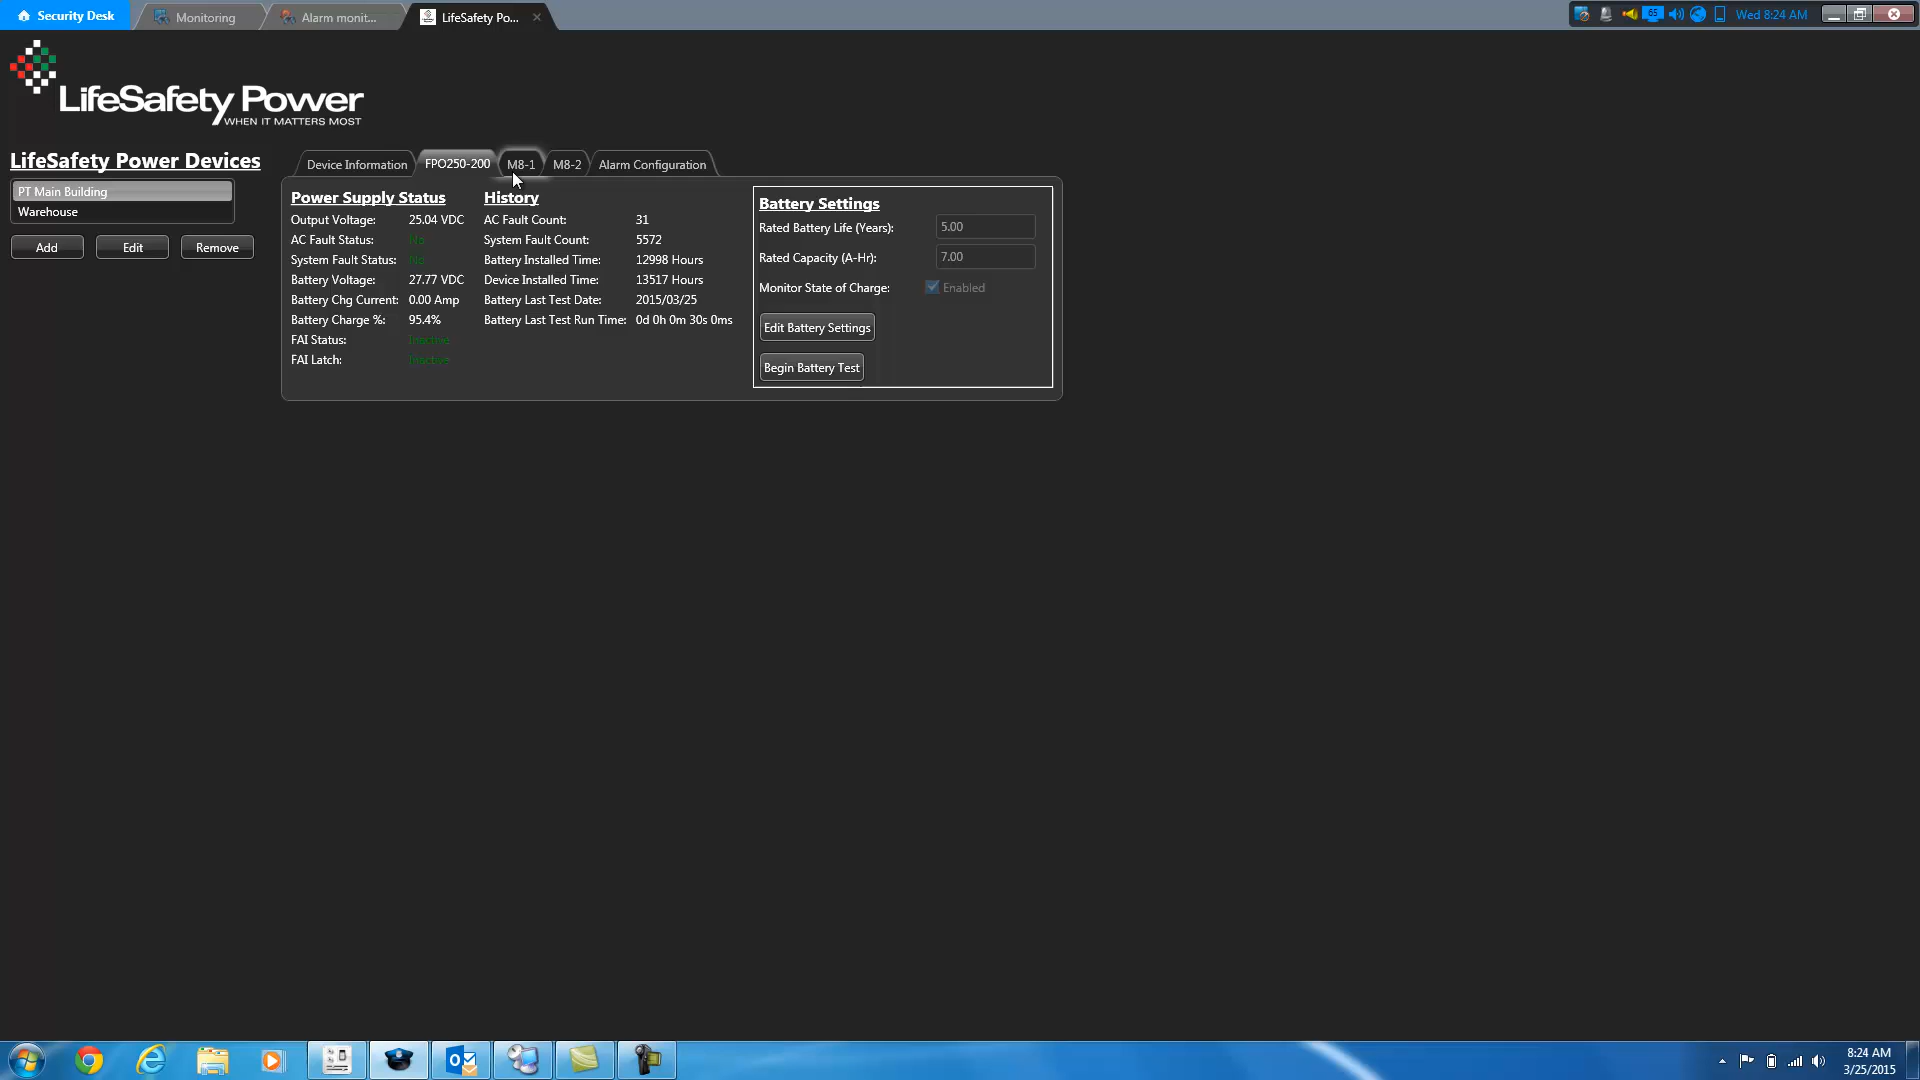 Security Desk
Monitoring
Alarm monit...
LifeSafety Po...
65
Wed 8:24 AM
LifeSafety Power
WHEN IT MATTERS MOST
LifeSafety Power Devices
PT Main Building
Warehouse
Add
Edit
Remove
Device Information
FPO250-200
M8-1
M8-2
Alarm Configuration
Power Supply Status
Output Voltage: 25.04 VDC
AC Fault Status: No
System Fault Status: No
Battery Voltage: 27.77 VDC
Battery Chg Current: 0.00 Amp
Battery Charge %: 95.4%
FAI Status: Inactive
FAI Latch: Inactive
History
AC Fault Count: 31
System Fault Count: 5572
Battery Installed Time: 12998 Hours
Device Installed Time: 13517 Hours
Battery Last Test Date: 2015/03/25
Battery Last Test Run Time: 0d 0h 0m 30s 0ms
Battery Settings
Rated Battery Life (Years): 5.00
Rated Capacity (A-Hr): 7.00
Monitor State of Charge: Enabled
Edit Battery Settings
Begin Battery Test
8:24 AM
3/25/2015